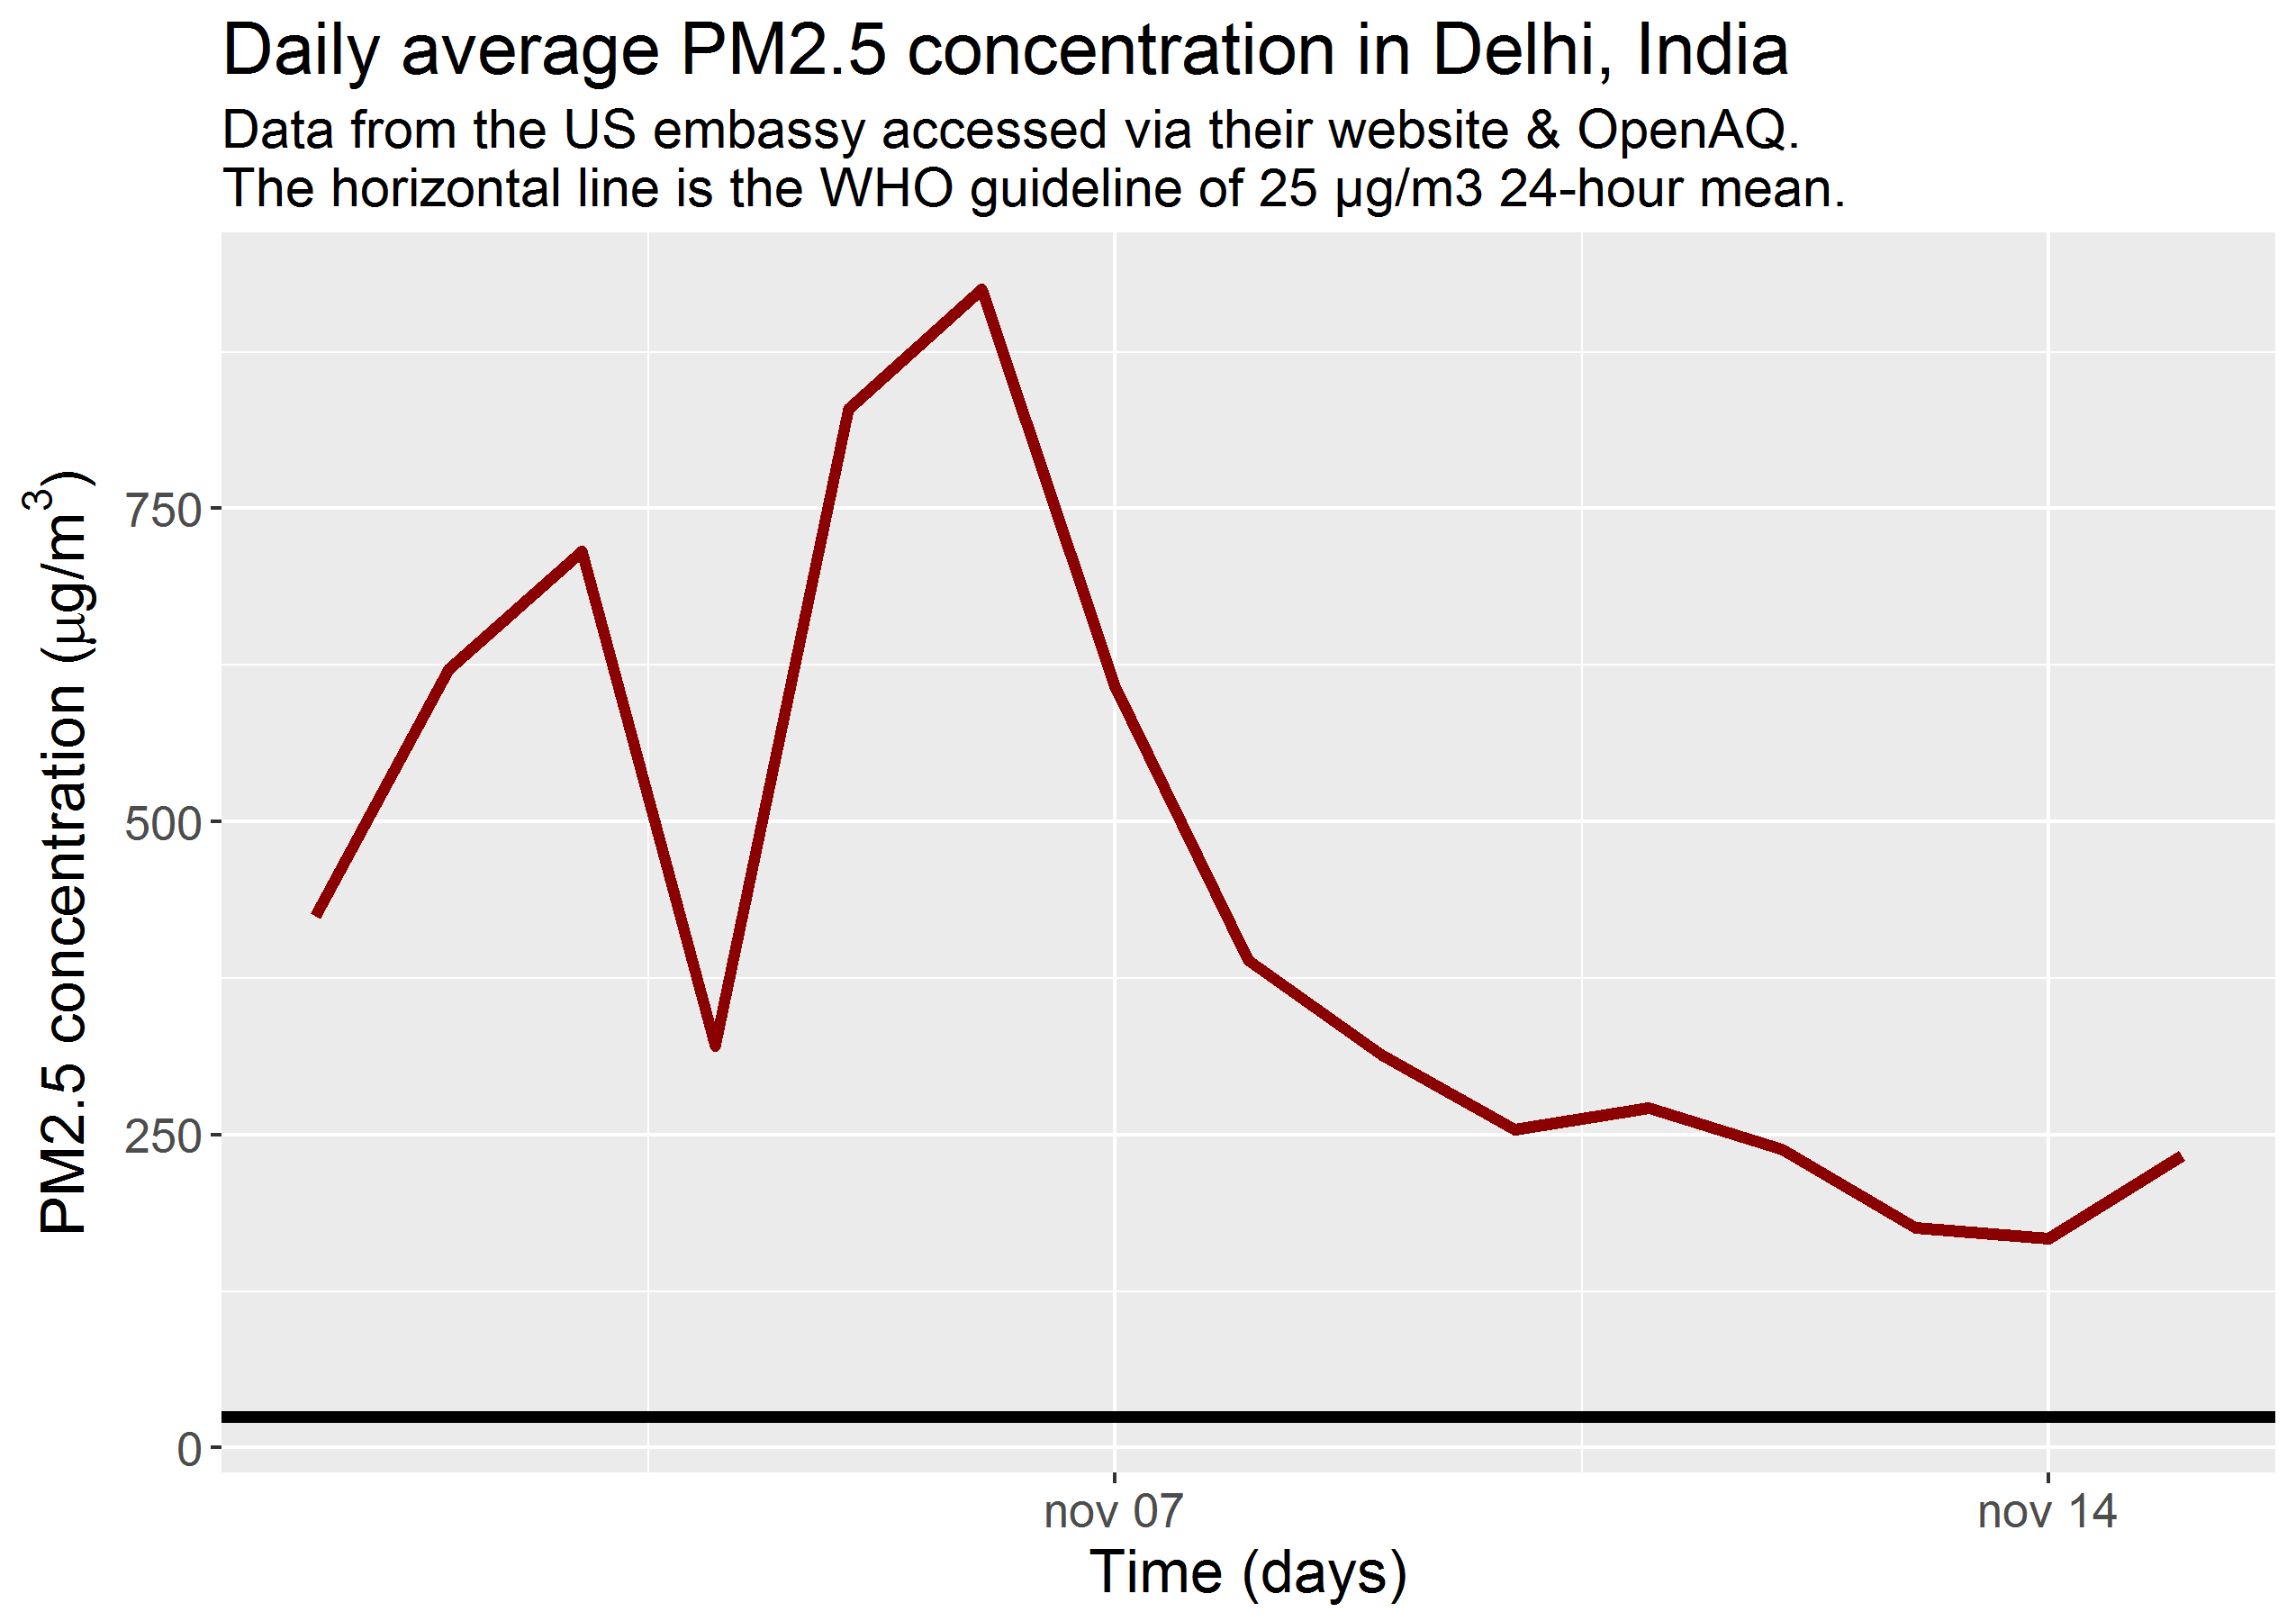 Daily average PM2.5 concentration in Delhi, India
Data from the US embassy accessed via their website & OpenAQ.
The horizontal line is the WHO guideline of 25 µg/m3 24-hour mean.
PM2.5 concentration (µg/m³)
750
500
250
0
nov 07
nov 14
Time (days)